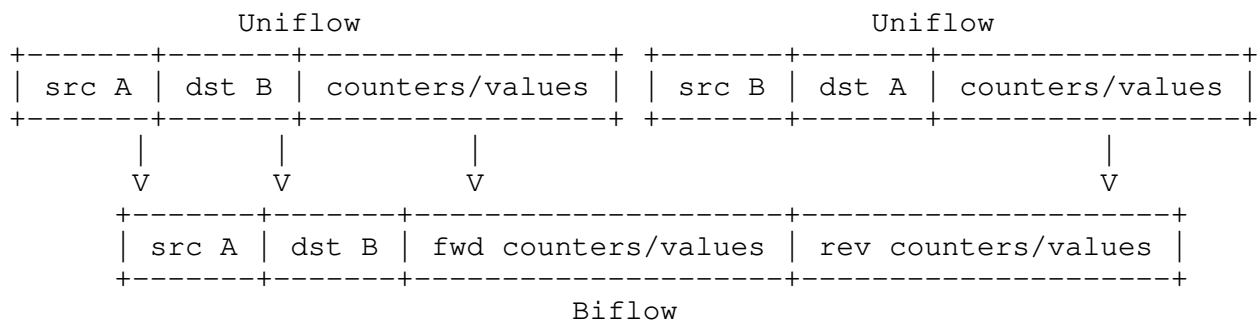 Uniflow Uniflow
+-------+-------+-----------------+ +-------+-------+-----------------+
| src A | dst B | counters/values | | src B | dst A | counters/values |
+-------+-------+-----------------+ +-------+-------+-----------------+
| | | |
V V V V
+-------+-------+---------------------+---------------------+
| src A | dst B | fwd counters/values | rev counters/values |
+-------+-------+---------------------+---------------------+
Biflow